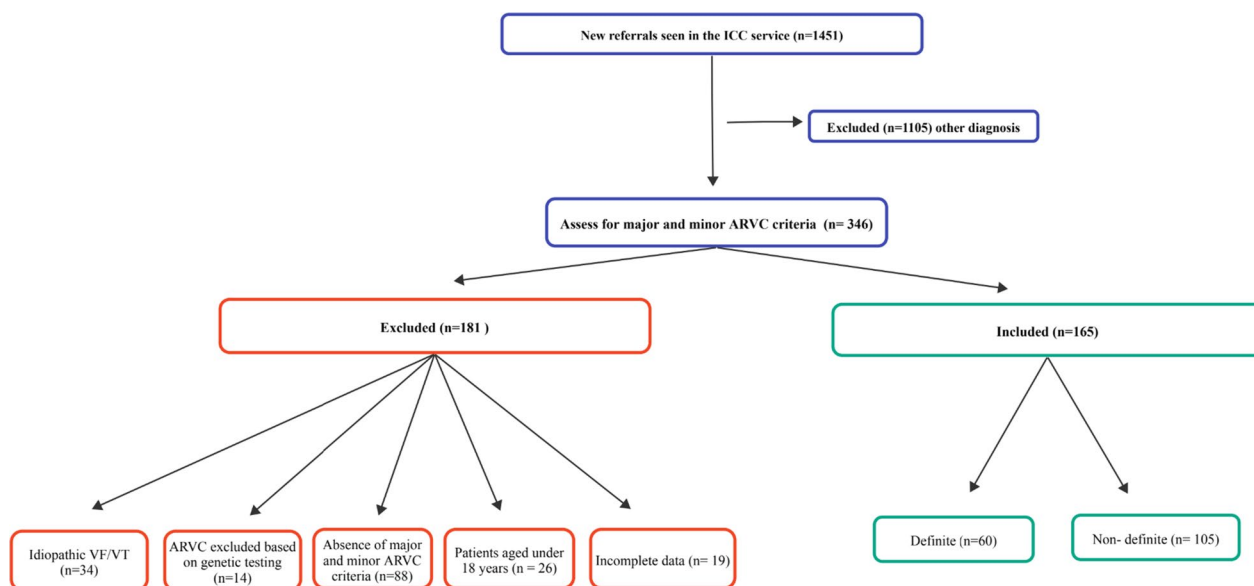 New referrals seen in the ICC service (n=1451)
Excluded (n=1105) other diagnosis
Assess for major and minor ARVC criteria (n= 346)
Excluded (n=181 )
Included (n=165)
Idiopathic VF/VT
(n=34)
ARVC excluded based
on genetic testing
(n=14)
Absence of major
and minor ARVC
criteria (n=88)
Patients aged under
18 years (n = 26)
Incomplete data (n= 19)
Definite (n=60)
Non- definite (n= 105)